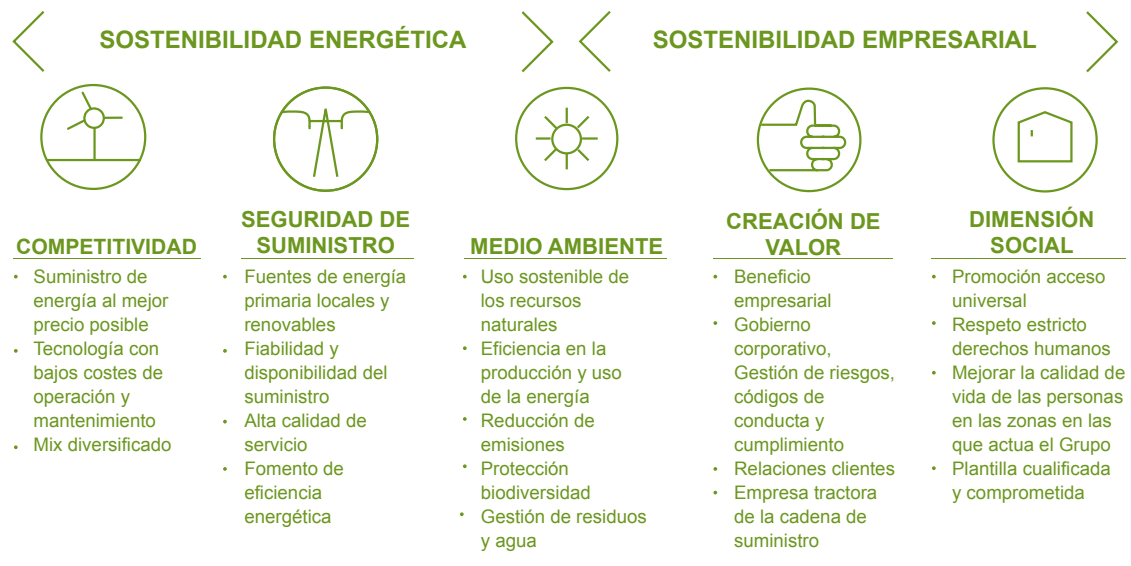 SOSTENIBILIDAD ENERGÉTICA
SOSTENIBILIDAD EMPRESARIAL
COMPETITIVIDAD
• Suministro de
energía al mejor
precio posible
• Tecnología con
bajos costes de
operación y
mantenimiento
• Mix diversificado
SEGURIDAD DE
SUMINISTRO
• Fuentes de energía
primaria locales y
renovables
• Fiabilidad y
disponibilidad del
suministro
• Alta calidad de
servicio
• Fomento de
eficiencia
energética
MEDIO AMBIENTE
• Uso sostenible de
los recursos
naturales
• Eficiencia en la
producción y uso
de la energía
• Reducción de
emisiones
• Protección
biodiversidad
• Gestión de residuos
y agua
CREACIÓN DE
VALOR
• Beneficio
empresarial
• Gobierno
corporativo,
Gestión de riesgos,
códigos de
conducta y
cumplimiento
• Relaciones clientes
• Empresa tractora
de la cadena de
suministro
DIMENSIÓN
SOCIAL
• Promoción acceso
universal
• Respeto estricto
derechos humanos
• Mejorar la calidad de
vida de las personas
en las zonas en las
que actua el Grupo
• Plantilla cualificada
y comprometida